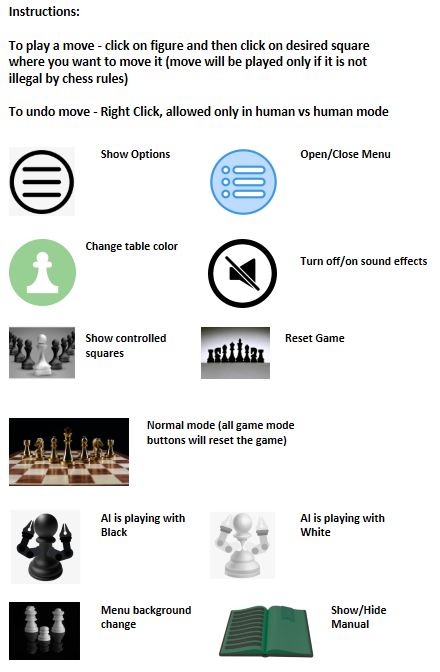 Instructions:
To play a move - click on figure and then click on desired square
where you want to move it (move will be played only if it is not
illegal by chess rules)
To undo move - Right Click, allowed only in human vs human mode
Show Options
Open/Close Menu
Change table color
Turn off/on sound effects
Show controlled
squares
Reset Game
Normal mode (all game mode
buttons will reset the game)
AI is playing with
Black
AI is playing with
White
Menu background
change
Show/Hide
Manual